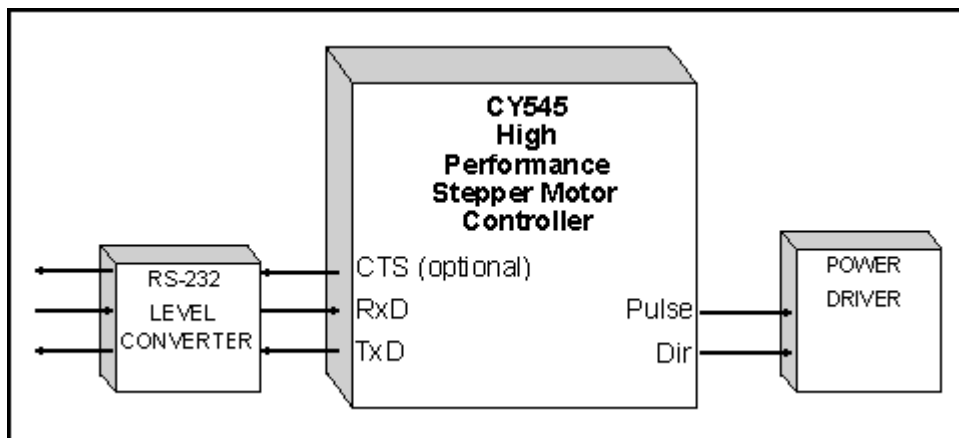 CY545
High
Performance
Stepper Motor
Controller
CTS (optional)
RxD
TxD
Pulse
Dir
RS-232
LEVEL
CONVERTER
POWER
DRIVER